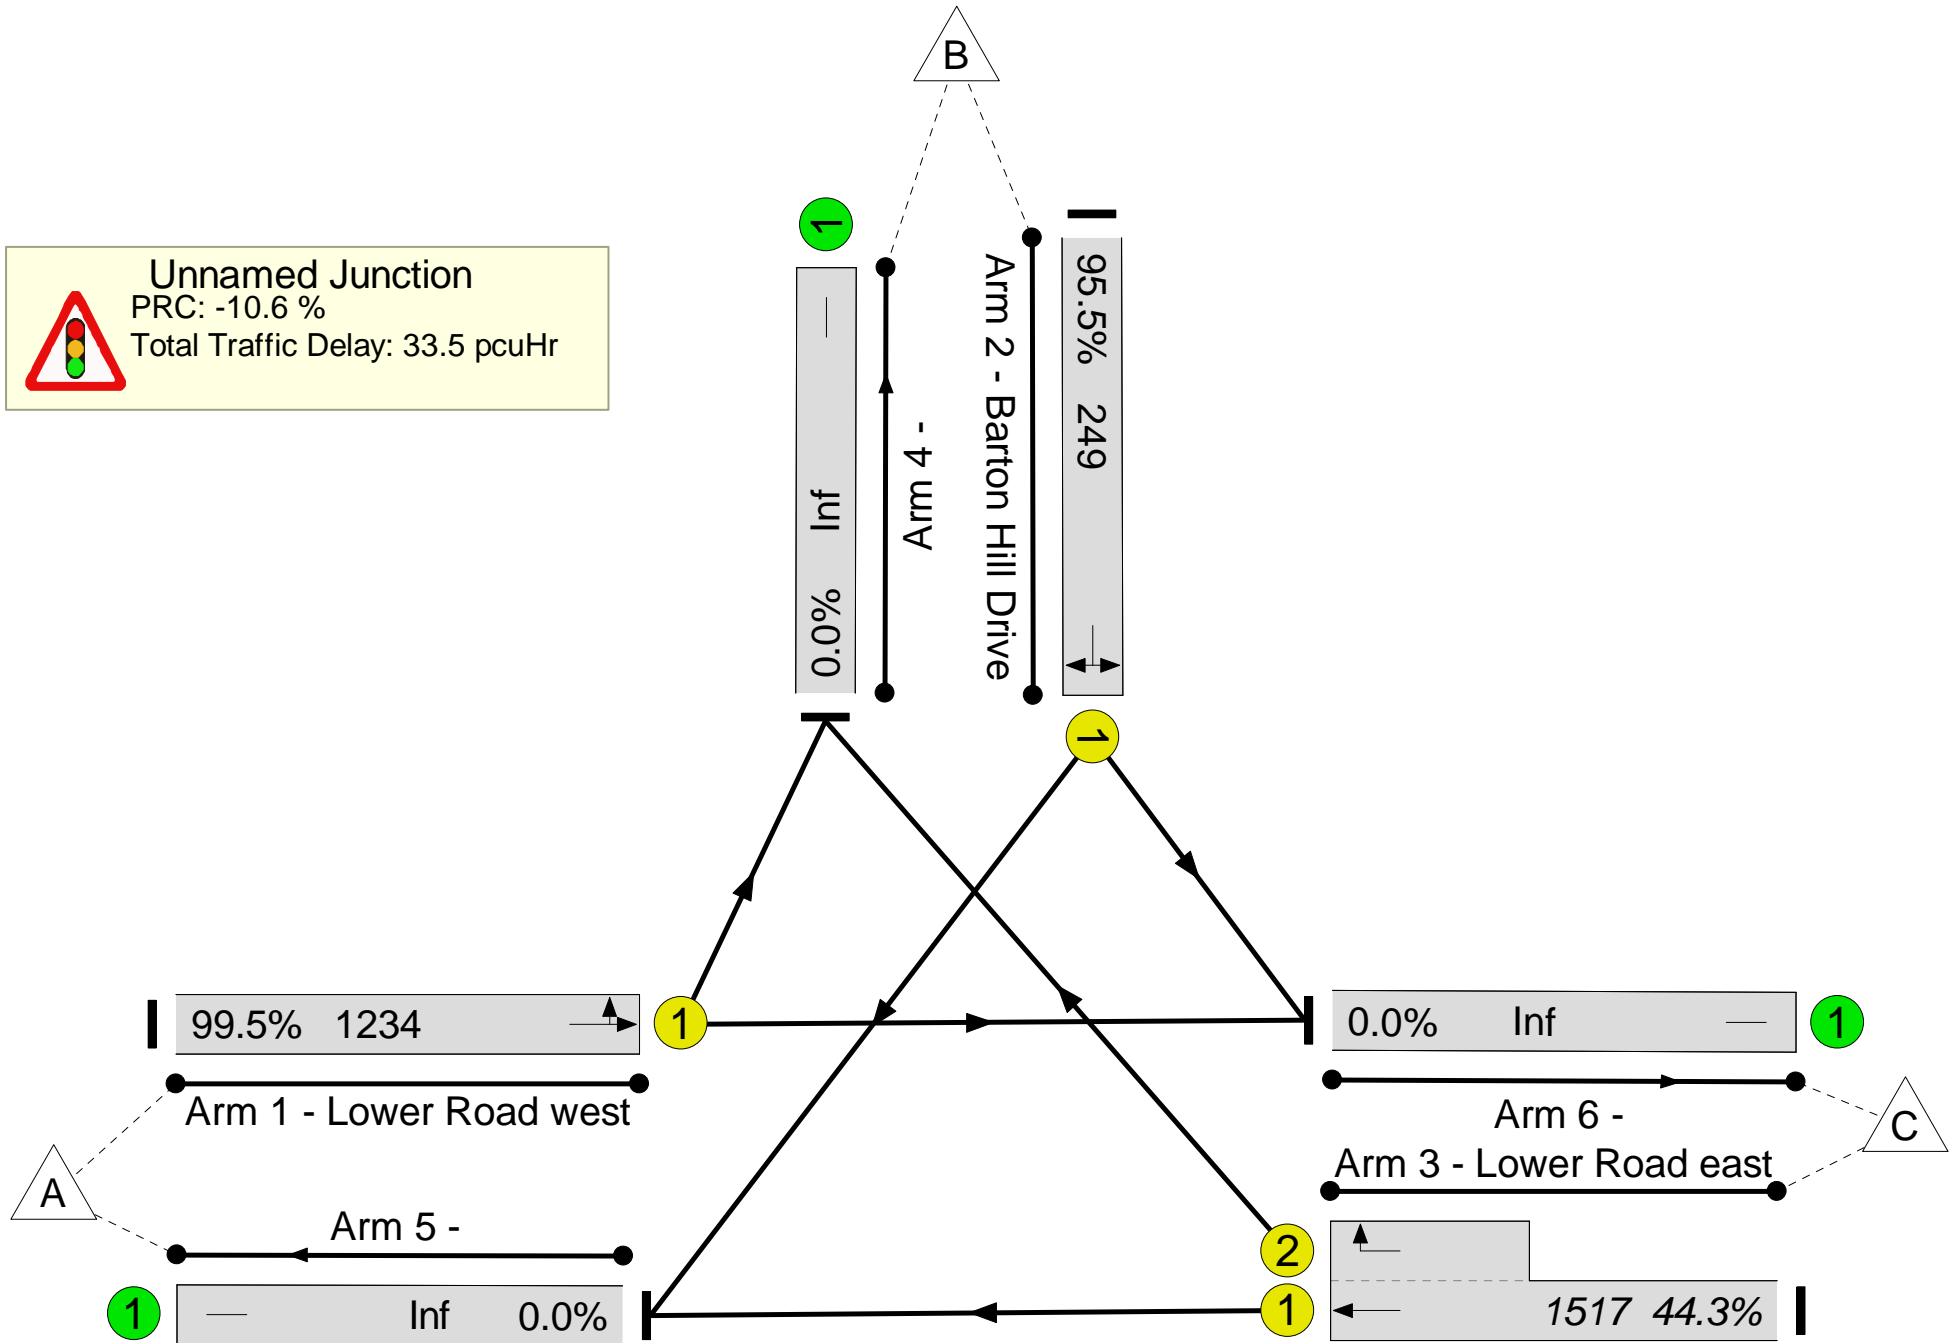 B
Unnamed Junction
PRC: -10.6 %
Total Traffic Delay: 33.5 pcuHr
1
0.0% Inf
Arm 4 -
Arm 2 - Barton Hill Drive
95.5% 249
1
99.5% 1234
1
Arm 1 - Lower Road west
0.0% Inf
1
Arm 6 -
C
Arm 3 - Lower Road east
A
Arm 5 -
1
Inf 0.0%
2
1
1517 44.3%